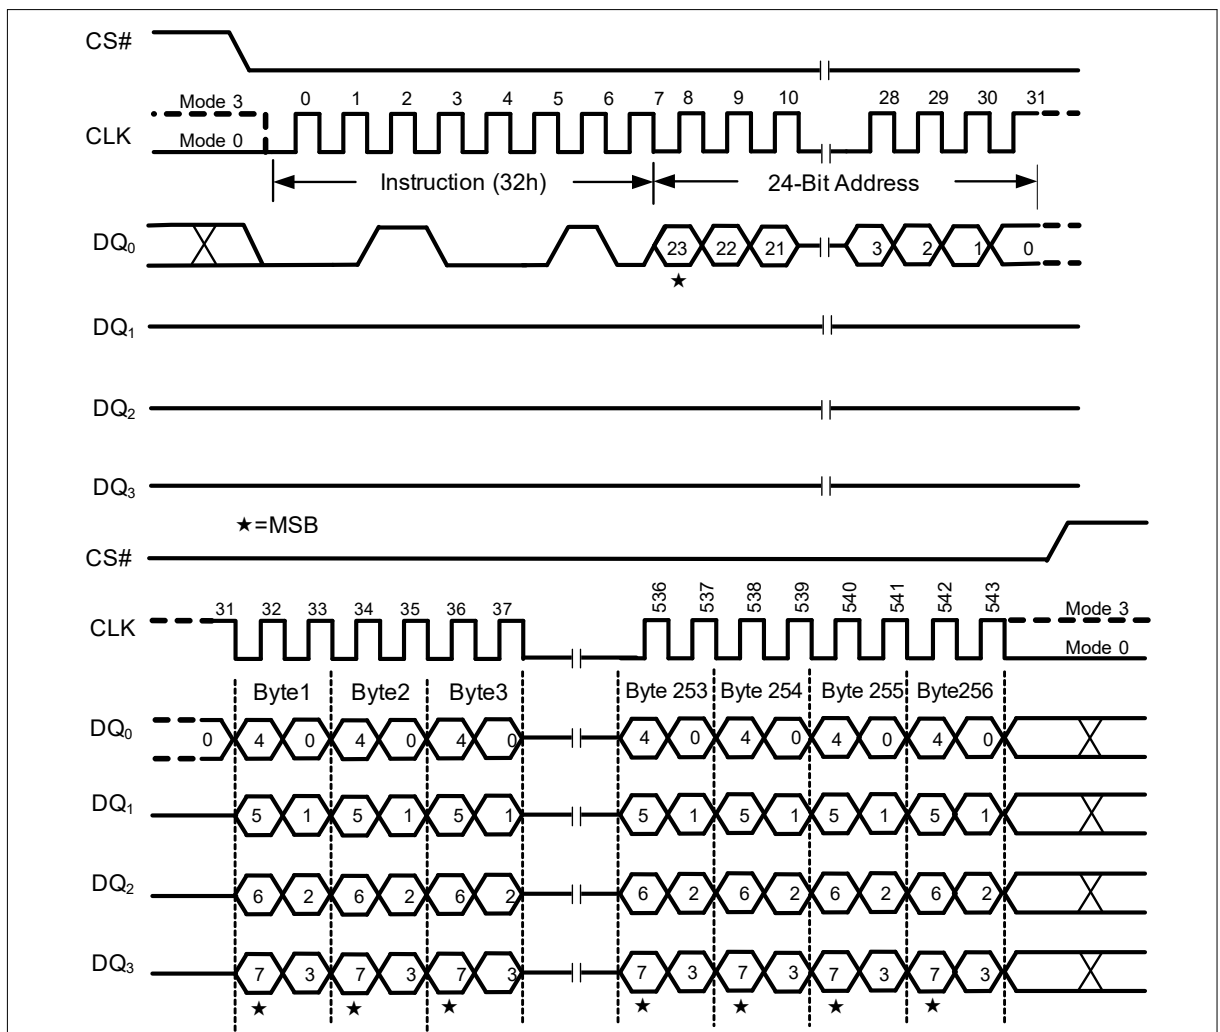 CS#
Mode 3
0 1 2 3 4 5 6 7 8 9 10 28 29 30 31
CLK
Mode 0
Instruction (32h) 24-Bit Address
DQ0 23 22 21 3 2 1 0
★
DQ1
DQ2
DQ3
★=MSB
CS#
31 32 33 34 35 36 37 536 537 538 539 540 541 542 543
Mode 3
CLK
Mode 0
Byte1 Byte2 Byte3 Byte 253 Byte 254 Byte 255 Byte256
DQ0 0 4 0 4 0 4 0 4 0 4 0 4 0 4 0
DQ1 5 1 5 1 5 1 5 1 5 1 5 1 5 1
DQ2 6 2 6 2 6 2 6 2 6 2 6 2 6 2
DQ3 7 3 7 3 7 3 7 3 7 3 7 3 7 3
★ ★ ★ ★ ★ ★ ★